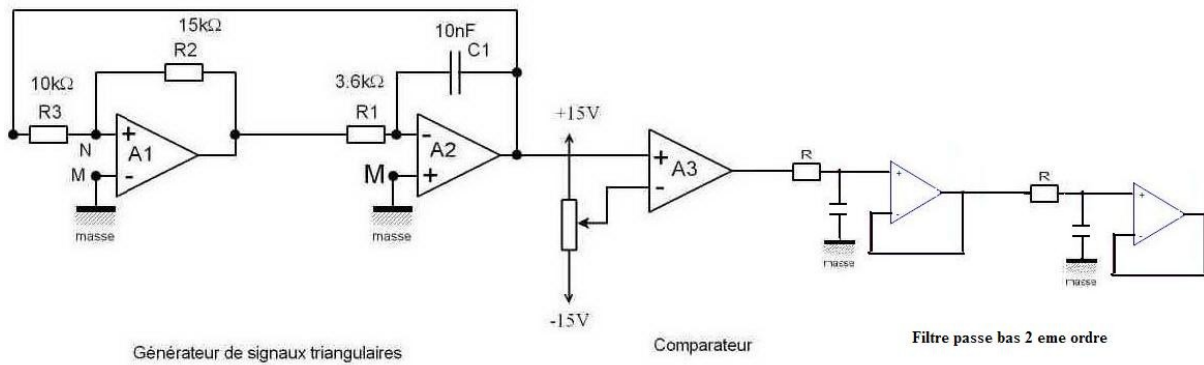 15kΩ
R2
10nF
C1
10kΩ
R3
3.6kΩ
R1
+15V
N
+
A1
M
-
masse
-
A2
M
+
masse
+
A3
-
-15V
R
+
-
masse
R
+
-
masse
Générateur de signaux triangulaires
Comparateur
Filtre passe bas 2 eme ordre